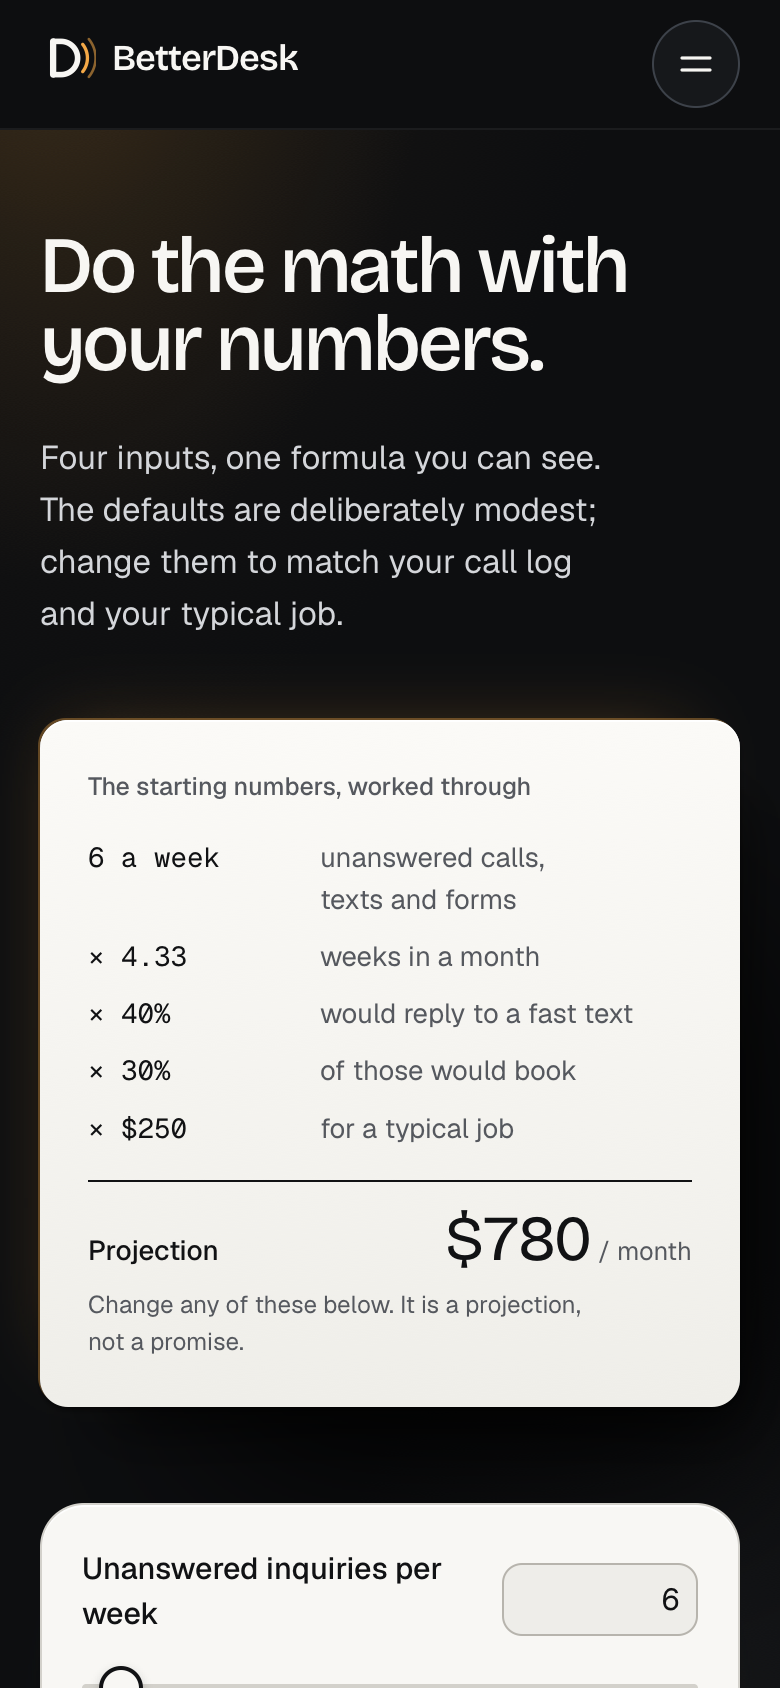 BetterDesk
Do the math with
your numbers.
Four inputs, one formula you can see.
The defaults are deliberately modest;
change them to match your call log
and your typical job.
The starting numbers, worked through
6 a week unanswered calls,
texts and forms
× 4.33 weeks in a month
× 40% would reply to a fast text
× 30% of those would book
× $250 for a typical job
Projection $780 / month
Change any of these below. It is a projection,
not a promise.
Unanswered inquiries per
week
6